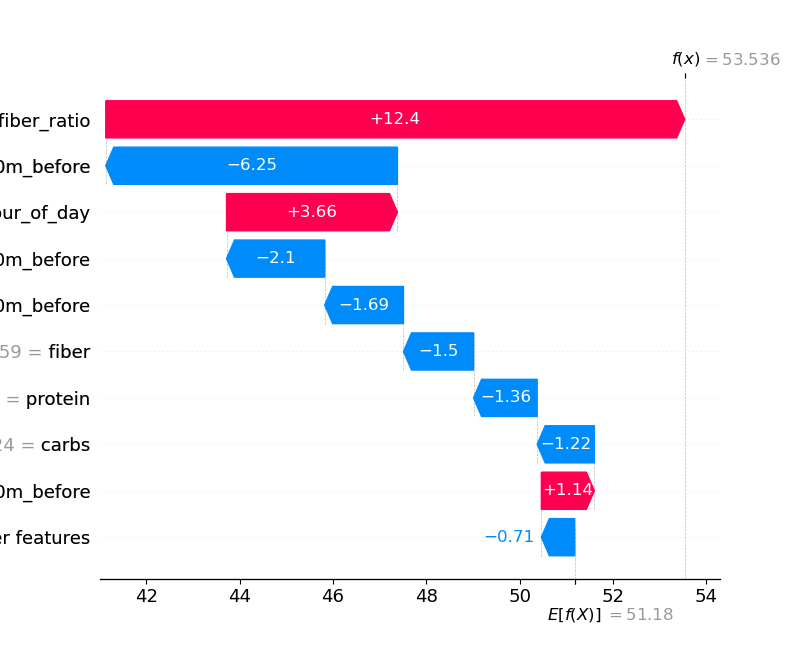 f(x) = 53.536
fiber_ratio
+12.4
0m_before
−6.25
ur_of_day
+3.66
0m_before
−2.1
0m_before
−1.69
59 = fiber
−1.5
= protein
−1.36
24 = carbs
−1.22
0m_before
+1.14
er features
−0.71
42 44 46 48 50 52 54
E[f(X)] = 51.18